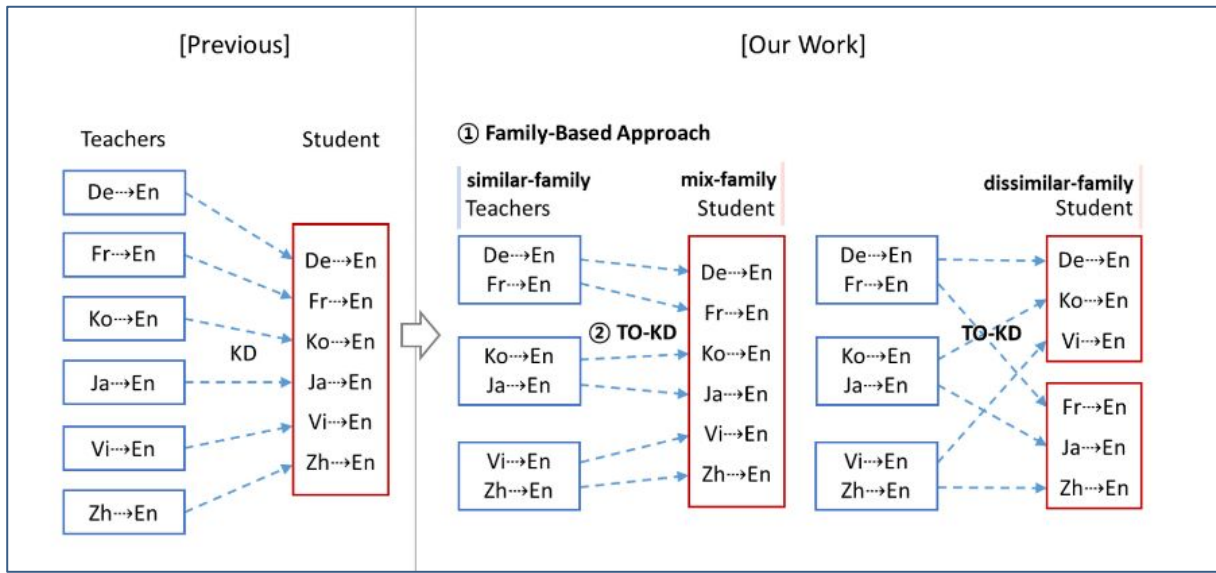 [Previous]
Teachers
Student
De⇢En
Fr⇢En
Ko⇢En
Ja⇢En
Vi⇢En
Zh⇢En
KD
De⇢En
Fr⇢En
Ko⇢En
Ja⇢En
Vi⇢En
Zh⇢En
[Our Work]
① Family-Based Approach
similar-family
Teachers
mix-family
Student
De⇢En
Fr⇢En
Ko⇢En
Ja⇢En
Vi⇢En
Zh⇢En
② TO-KD
De⇢En
Fr⇢En
Ko⇢En
Ja⇢En
Vi⇢En
Zh⇢En
dissimilar-family
Student
De⇢En
Fr⇢En
Ko⇢En
Ja⇢En
Vi⇢En
Zh⇢En
TO-KD
De⇢En
Ko⇢En
Vi⇢En
Fr⇢En
Ja⇢En
Zh⇢En